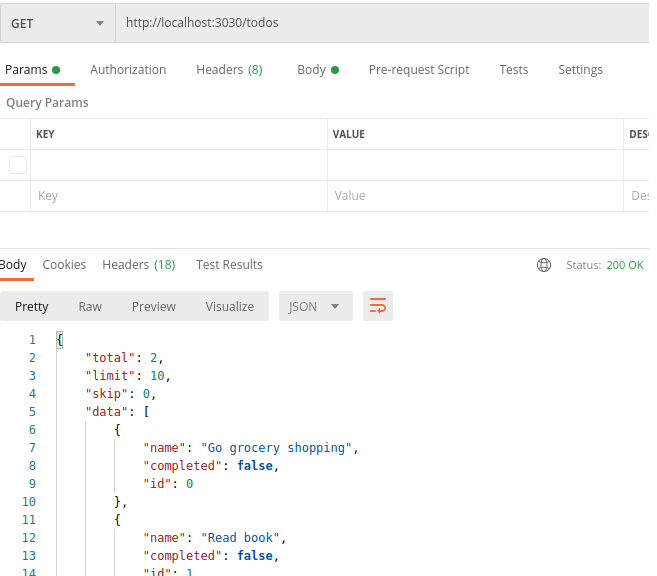 GET http://localhost:3030/todos
Params Authorization Headers (8) Body Pre-request Script Tests Settings
Query Params
KEY VALUE DESC
Key Value Des
Body Cookies Headers (18) Test Results Status: 200 OK
Pretty Raw Preview Visualize JSON
1 {
2 "total": 2,
3 "limit": 10,
4 "skip": 0,
5 "data": [
6 {
7 "name": "Go grocery shopping",
8 "completed": false,
9 "id": 0
10 },
11 {
12 "name": "Read book",
13 "completed": false,
14 "id": 1